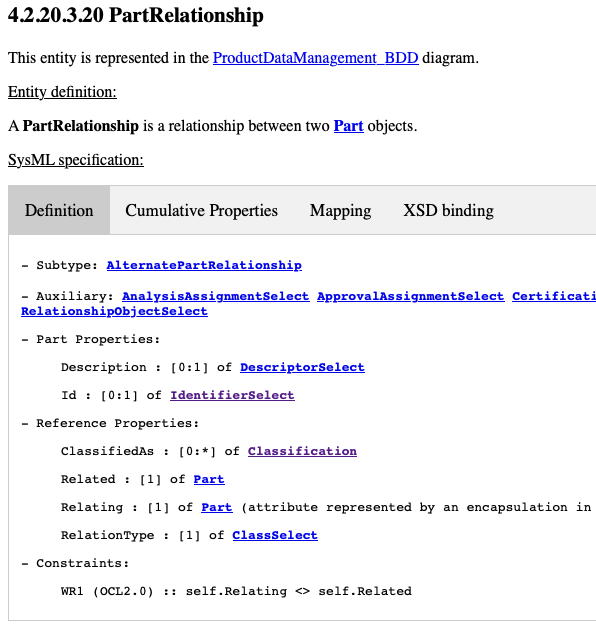 4.2.20.3.20 PartRelationship
This entity is represented in the ProductDataManagement_BDD diagram.
Entity definition:
A PartRelationship is a relationship between two Part objects.
SysML specification:
Definition Cumulative Properties Mapping XSD binding
- Subtype: AlternatePartRelationship
- Auxiliary: AnalysisAssignmentSelect ApprovalAssignmentSelect Certificati
RelationshipObjectSelect
- Part Properties:
Description : [0:1] of DescriptorSelect
Id : [0:1] of IdentifierSelect
- Reference Properties:
ClassifiedAs : [0:*] of Classification
Related : [1] of Part
Relating : [1] of Part (attribute represented by an encapsulation in
RelationType : [1] of ClassSelect
- Constraints:
WR1 (OCL2.0) :: self.Relating <> self.Related